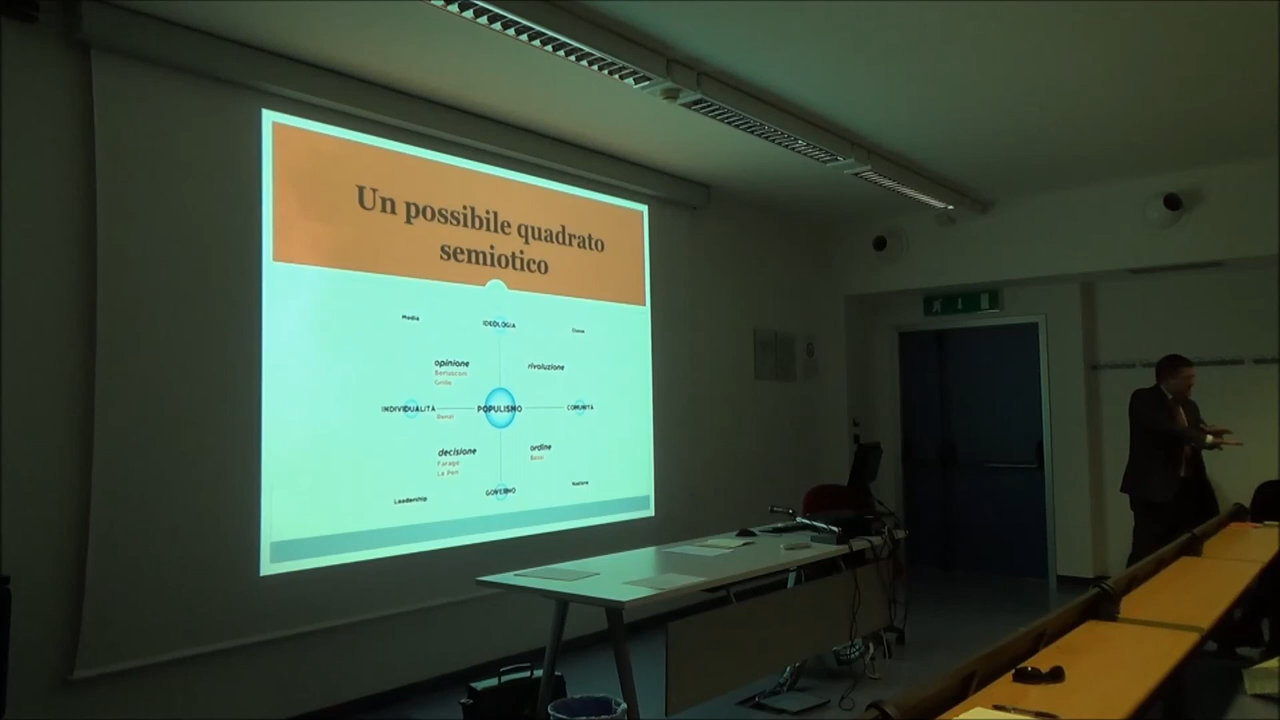 Un possibile quadrato
semiotico
Media
IDEOLOGIA
Classe
opinione
Berlusconi
Grillo
rivoluzione
INDIVIDUALITÀ
Renzi
POPULISMO
COMUNITÀ
decisione
Farage
Le Pen
ordine
Bossi
Leadership
GOVERNO
Nazione